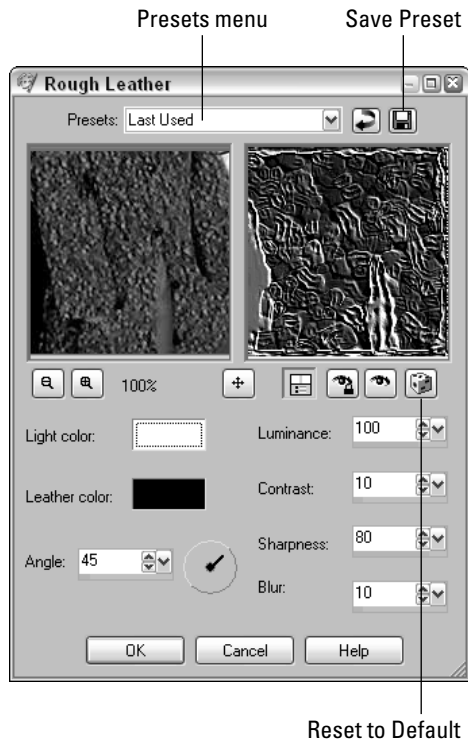 Presets menu
Save Preset
Rough Leather
Presets: Last Used
100%
Light color:
Luminance: 100
Leather color:
Contrast: 10
Angle: 45
Sharpness: 80
Blur: 10
OK
Cancel
Help
Reset to Default